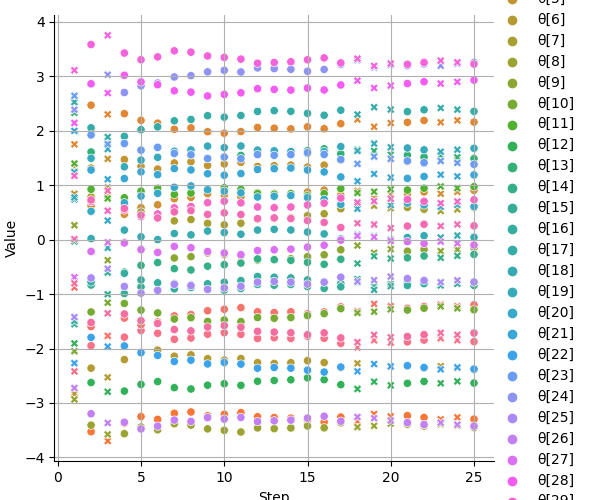 4
3
2
1
0
−1
−2
−3
−4
Value
0
5
10
15
20
25
Step
θ[5]
θ[6]
θ[7]
θ[8]
θ[9]
θ[10]
θ[11]
θ[12]
θ[13]
θ[14]
θ[15]
θ[16]
θ[17]
θ[18]
θ[19]
θ[20]
θ[21]
θ[22]
θ[23]
θ[24]
θ[25]
θ[26]
θ[27]
θ[28]
θ[29]